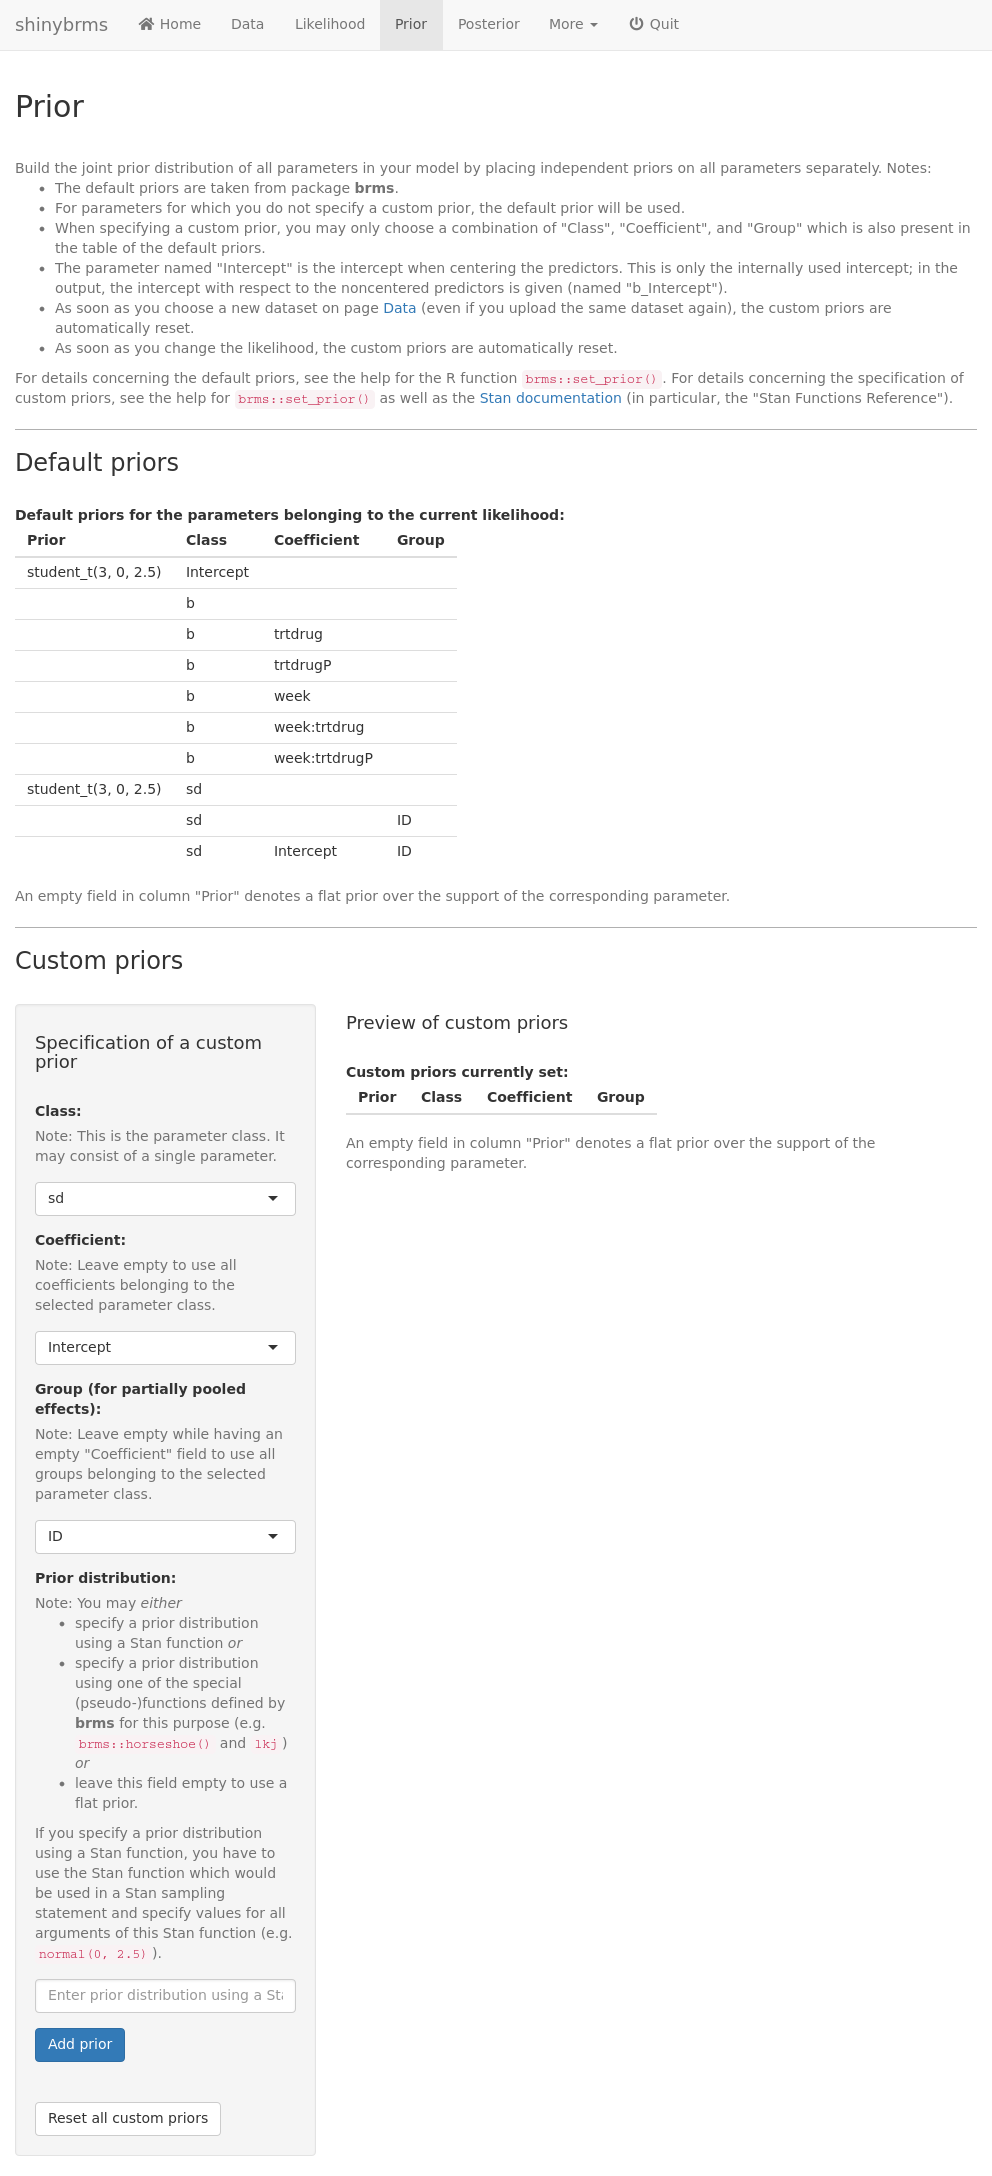 shinybrms Home Data Likelihood Prior Posterior More Quit
Prior
Build the joint prior distribution of all parameters in your model by placing independent priors on all parameters separately. Notes:
• The default priors are taken from package brms.
• For parameters for which you do not specify a custom prior, the default prior will be used.
• When specifying a custom prior, you may only choose a combination of "Class", "Coefficient", and "Group" which is also present in
the table of the default priors.
• The parameter named "Intercept" is the intercept when centering the predictors. This is only the internally used intercept; in the
output, the intercept with respect to the noncentered predictors is given (named "b_Intercept").
• As soon as you choose a new dataset on page Data (even if you upload the same dataset again), the custom priors are
automatically reset.
• As soon as you change the likelihood, the custom priors are automatically reset.
For details concerning the default priors, see the help for the R function brms::set_prior(). For details concerning the specification of
custom priors, see the help for brms::set_prior() as well as the Stan documentation (in particular, the "Stan Functions Reference").
Default priors
Default priors for the parameters belonging to the current likelihood:
Prior Class Coefficient Group
student_t(3, 0, 2.5) Intercept
b
b trtdrug
b trtdrugP
b week
b week:trtdrug
b week:trtdrugP
student_t(3, 0, 2.5) sd
sd ID
sd Intercept ID
An empty field in column "Prior" denotes a flat prior over the support of the corresponding parameter.
Custom priors
Specification of a custom
prior
Class:
Note: This is the parameter class. It
may consist of a single parameter.
sd
Coefficient:
Note: Leave empty to use all
coefficients belonging to the
selected parameter class.
Intercept
Group (for partially pooled
effects):
Note: Leave empty while having an
empty "Coefficient" field to use all
groups belonging to the selected
parameter class.
ID
Prior distribution:
Note: You may either
• specify a prior distribution
using a Stan function or
• specify a prior distribution
using one of the special
(pseudo-)functions defined by
brms for this purpose (e.g.
brms::horseshoe() and lkj)
or
• leave this field empty to use a
flat prior.
If you specify a prior distribution
using a Stan function, you have to
use the Stan function which would
be used in a Stan sampling
statement and specify values for all
arguments of this Stan function (e.g.
normal(0, 2.5)).
Enter prior distribution using a Sta
Add prior
Reset all custom priors
Preview of custom priors
Custom priors currently set:
Prior Class Coefficient Group
An empty field in column "Prior" denotes a flat prior over the support of the
corresponding parameter.